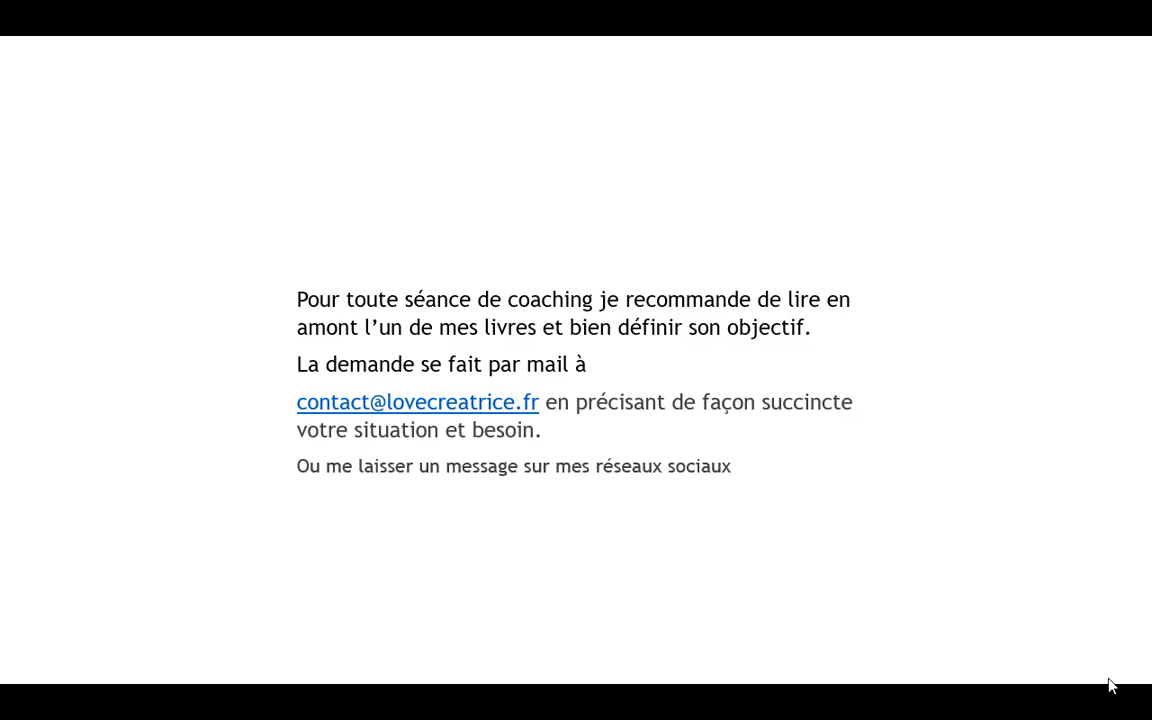 Pour toute séance de coaching je recommande de lire en
amont l’un de mes livres et bien définir son objectif.
La demande se fait par mail à
contact@lovecreatrice.fr en précisant de façon succincte
votre situation et besoin.
Ou me laisser un message sur mes réseaux sociaux